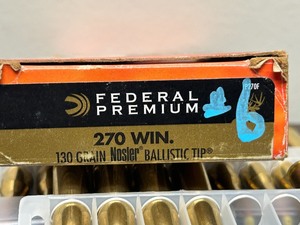 FEDERAL
PREMIUM
6
270 WIN.
130 GRAIN Nosler BALLISTIC TIP